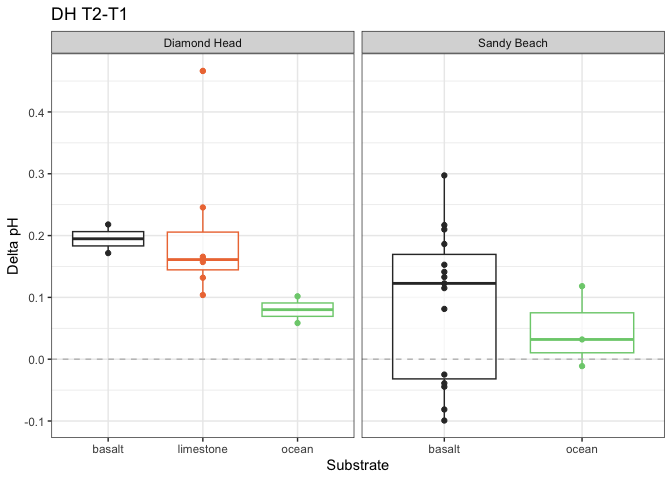 DH T2-T1
Diamond Head
Sandy Beach
Delta pH
0.4
0.3
0.2
0.1
0.0
-0.1
basalt
limestone
ocean
basalt
ocean
Substrate